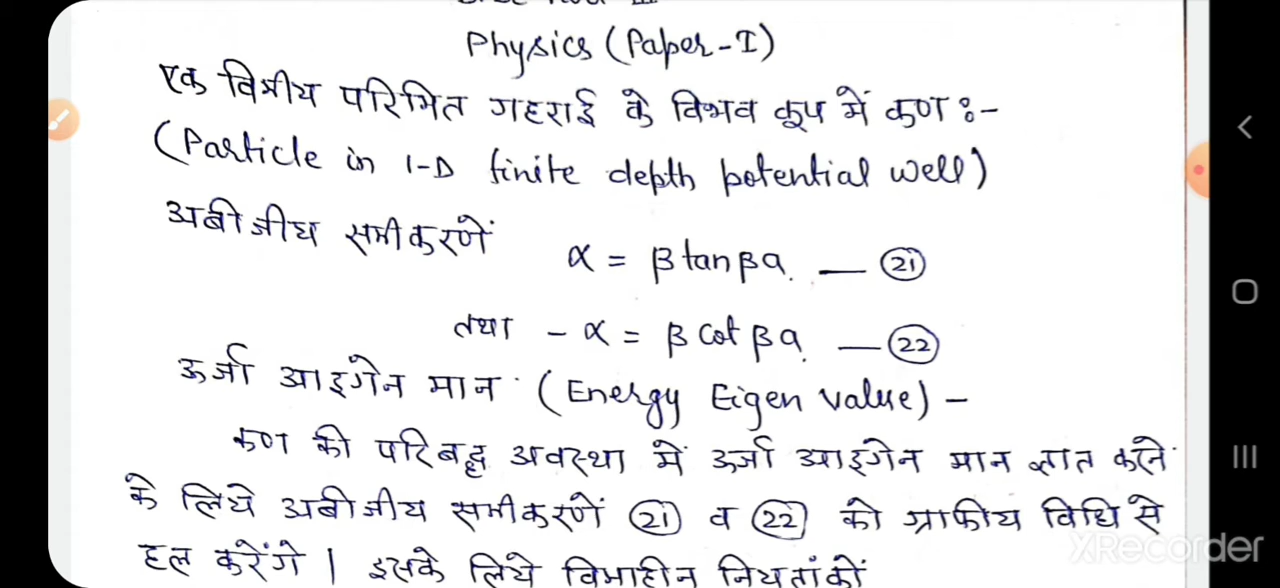 Physics (Paper-I)
एक विमीय परिमित गहराई के विभव कूप में कण :-
(Particle in 1-D finite depth potential well)
अबीजीय समीकरणें
α = β tan βa. — (21)
तथा - α = β cot βa. — (22)
ऊर्जा आइगेन मान (Energy Eigen value) -
कण की परिबद्ध अवस्था में ऊर्जा आइगेन मान ज्ञात करने
के लिये अबीजीय समीकरणें (21) व (22) को ग्राफीय विधि से
हल करेंगे | इसके लिये विमाहीन नियतांकों
XRecorder